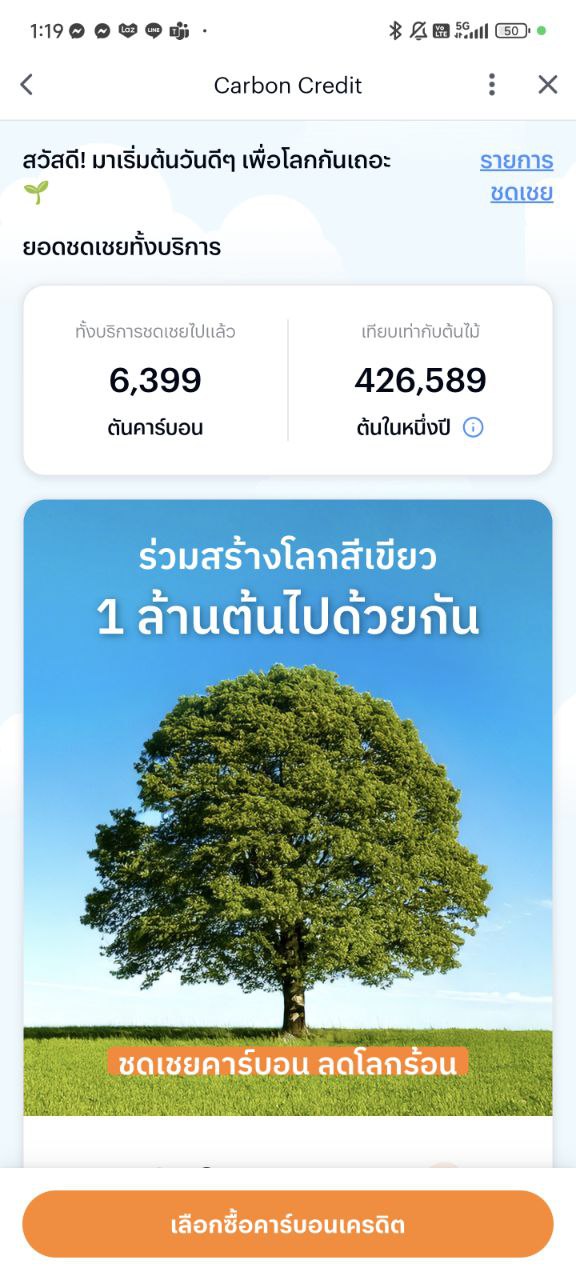 1:19
5G
50
Carbon Credit
สวัสดี! มาเริ่มต้นวันดีๆ เพื่อโลกกันเถอะ
รายการ
ชดเชย
ยอดชดเชยทั้งบริการ
ทั้งบริการชดเชยไปแล้ว
6,399
ตันคาร์บอน
เทียบเท่ากับต้นไม้
426,589
ต้นในหนึ่งปี
ร่วมสร้างโลกสีเขียว
1 ล้านต้นไปด้วยกัน
ชดเชยคาร์บอน ลดโลกร้อน
เลือกซื้อคาร์บอนเครดิต